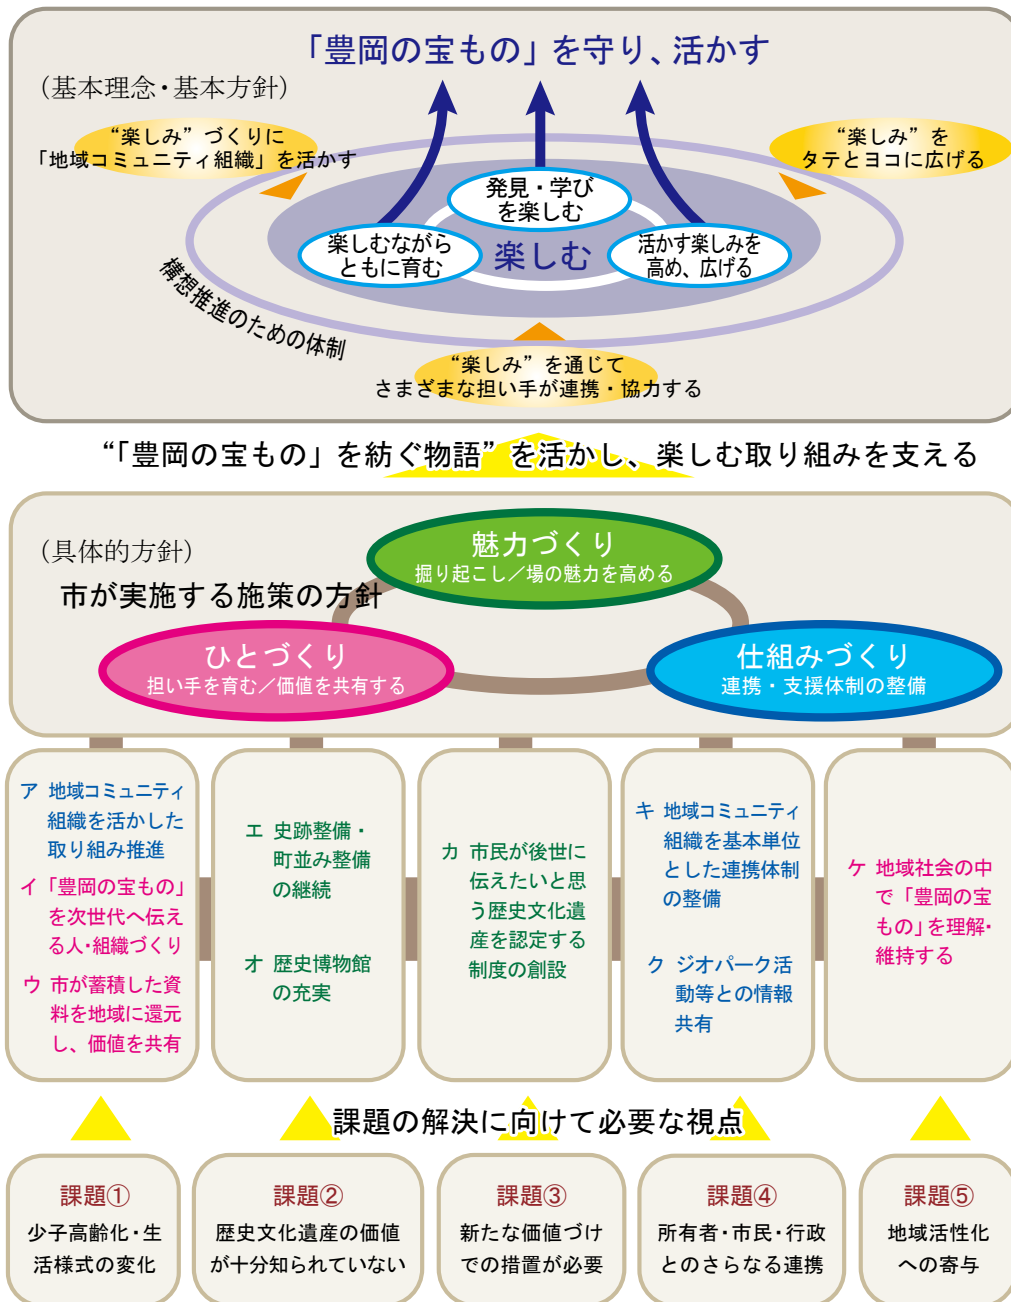 「豊岡の宝もの」を守り、活かす
（基本理念・基本方針）
“楽しみ”づくりに
「地域コミュニティ組織」を活かす
“楽しみ”を
タテとヨコに広げる
発見・学び
を楽しむ
楽しむながら
ともに育む
楽しむ
活かす楽しみを
高め、広げる
構想推進のための体制
“楽しみ”を通じて
さまざまな担い手が連携・協力する
“「豊岡の宝もの」を紡ぐ物語”を活かし、楽しむ取り組みを支える
（具体的方針）
市が実施する施策の方針
魅力づくり
掘り起こし／場の魅力を高める
ひとづくり
担い手を育む／価値を共有する
仕組みづくり
連携・支援体制の整備
ア 地域コミュニティ
組織を活かした
取り組み推進
イ「豊岡の宝もの」
を次世代へ伝え
る人・組織づくり
ウ 市が蓄積した資
料を地域に還元
し、価値を共有
エ 史跡整備・
町並み整備
の継続
オ 歴史博物館
の充実
カ 市民が後世に
伝えたいと思
う歴史文化遺
産を認定する
制度の創設
キ 地域コミュニティ
組織を基本単位
とした連携体制
の整備
ク ジオパーク活
動等との情報
共有
ケ 地域社会の中
で「豊岡の宝
もの」を理解・
維持する
課題の解決に向けて必要な視点
課題①
少子高齢化・生
活様式の変化
課題②
歴史文化遺産の価値
が十分知られていない
課題③
新たな価値づけ
での措置が必要
課題④
所有者・市民・行政
とのさらなる連携
課題⑤
地域活性化
への寄与